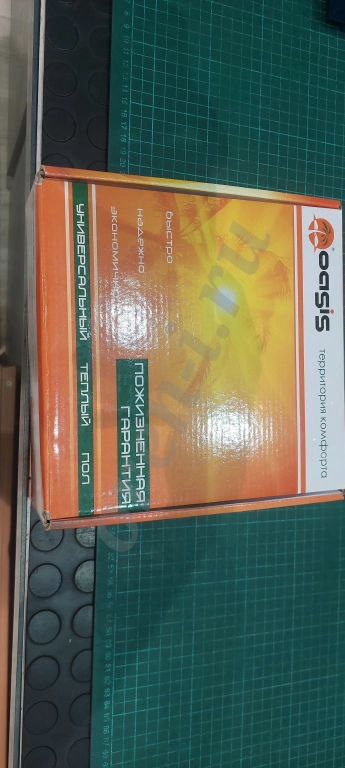 oasis
территория комфорта
быстро
надежно
экономично
ПОЖИЗНЕННАЯ
ГАРАНТИЯ
УНИВЕРСАЛЬНЫЙ ТЕПЛЫЙ ПОЛ